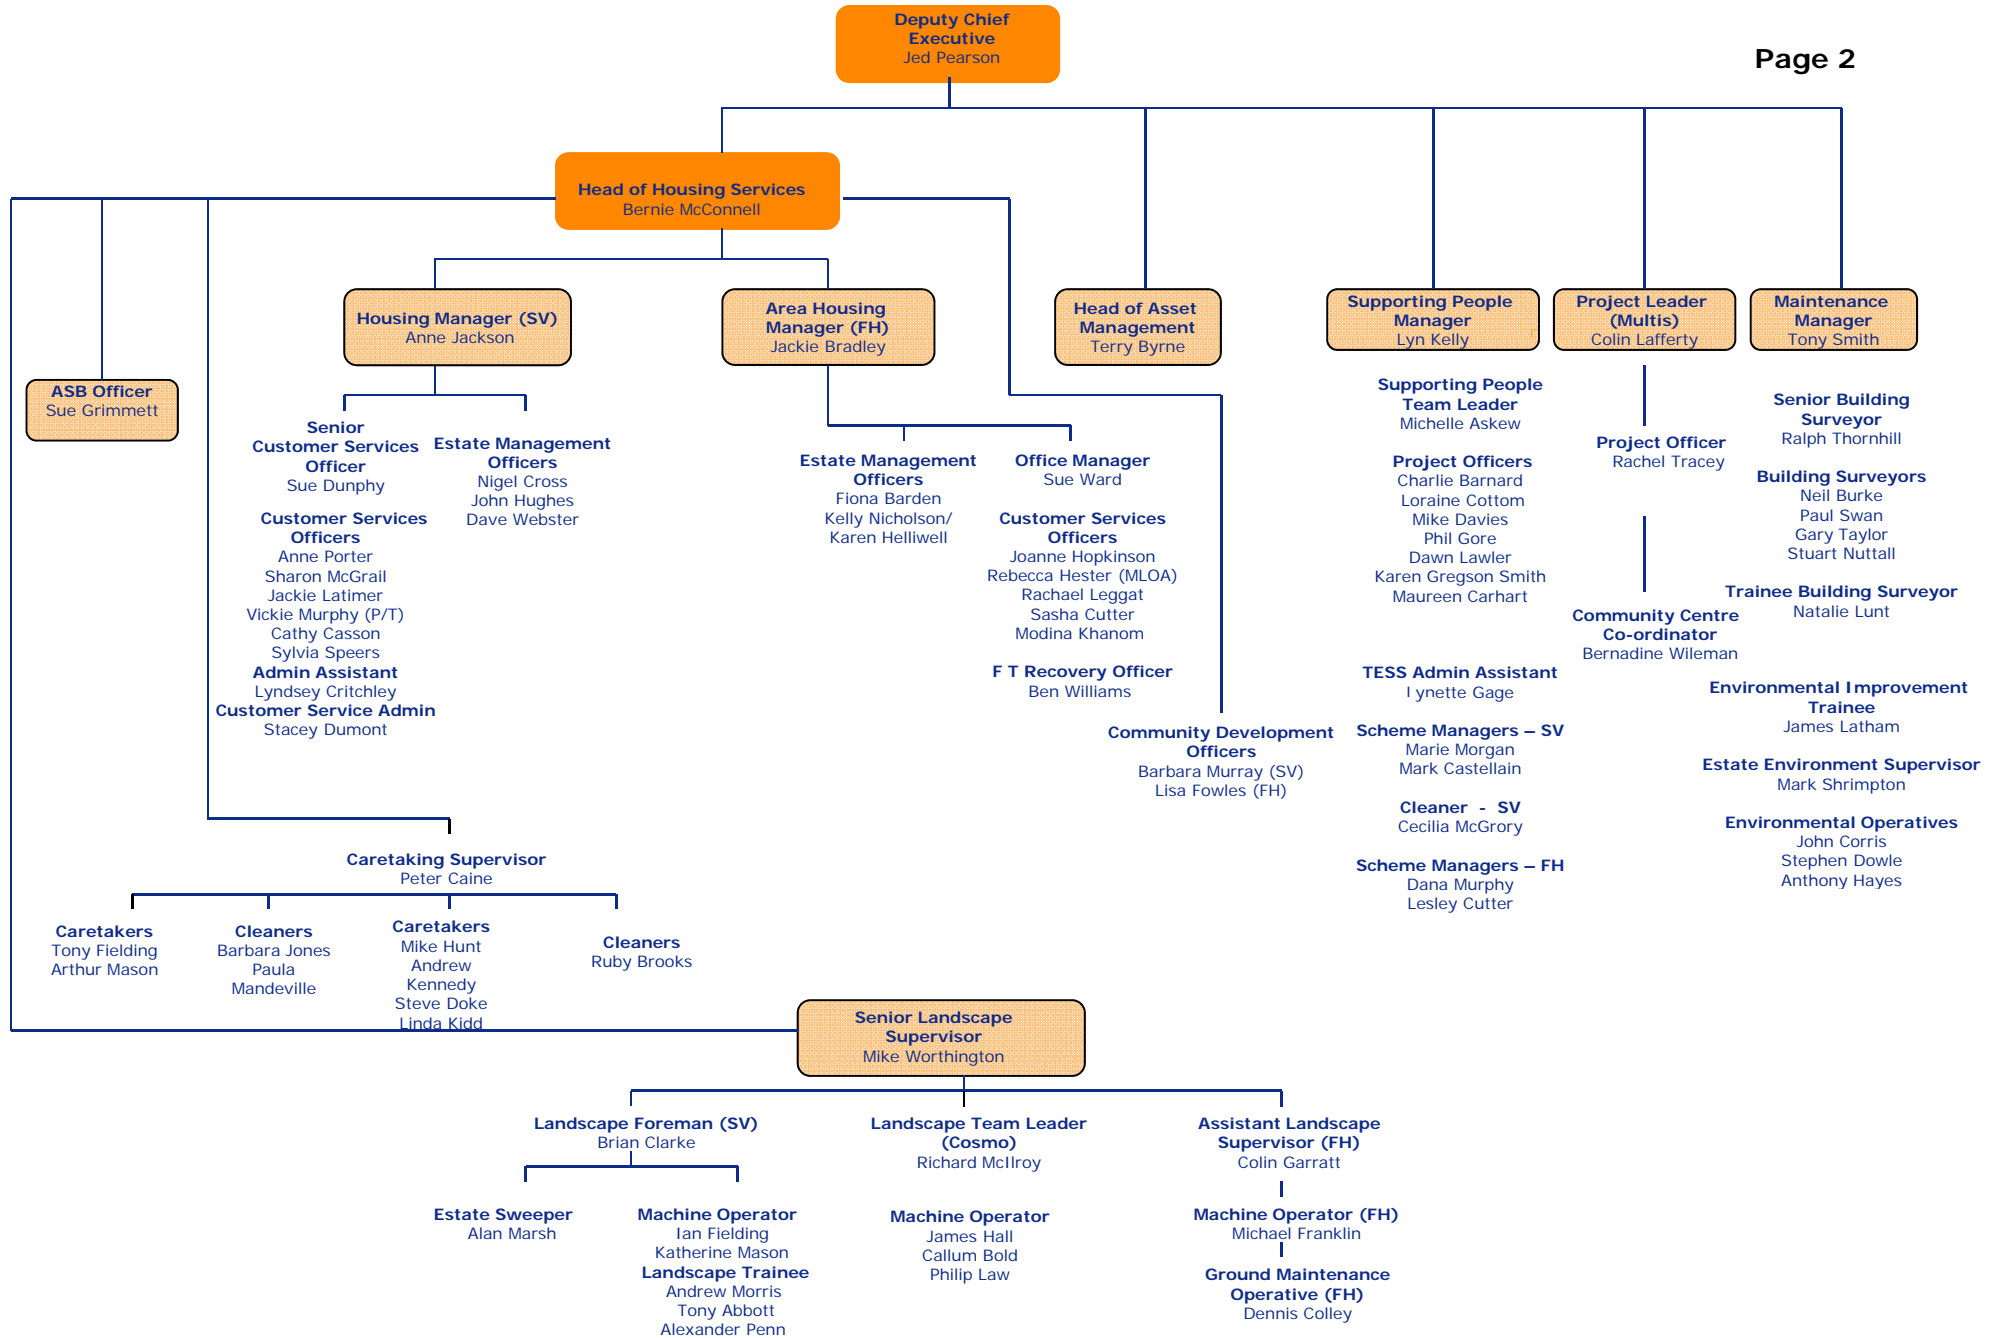 Deputy Chief
Executive
Jed Pearson
Page 2
Head of Housing Services
Bernie McConnell
Housing Manager (SV)
Anne Jackson
Area Housing
Manager (FH)
Jackie Bradley
Head of Asset
Management
Terry Byrne
Supporting People
Manager
Lyn Kelly
Project Leader
(Multis)
Colin Lafferty
Maintenance
Manager
Tony Smith
ASB Officer
Sue Grimmett
Senior
Customer Services
Officer
Sue Dunphy
Customer Services
Officers
Anne Porter
Sharon McGrail
Jackie Latimer
Vickie Murphy (P/T)
Cathy Casson
Sylvia Speers
Admin Assistant
Lyndsey Critchley
Customer Service Admin
Stacey Dumont
Estate Management
Officers
Nigel Cross
John Hughes
Dave Webster
Estate Management
Officers
Fiona Barden
Kelly Nicholson/
Karen Helliwell
Office Manager
Sue Ward
Customer Services
Officers
Joanne Hopkinson
Rebecca Hester (MLOA)
Rachael Leggat
Sasha Cutter
Modina Khanom
F T Recovery Officer
Ben Williams
Community Development
Officers
Barbara Murray (SV)
Lisa Fowles (FH)
Supporting People
Team Leader
Michelle Askew
Project Officers
Charlie Barnard
Loraine Cottom
Mike Davies
Phil Gore
Dawn Lawler
Karen Gregson Smith
Maureen Carhart
TESS Admin Assistant
Lynette Gage
Scheme Managers – SV
Marie Morgan
Mark Castellain
Cleaner - SV
Cecilia McGrory
Scheme Managers – FH
Dana Murphy
Lesley Cutter
Project Officer
Rachel Tracey
Community Centre
Co-ordinator
Bernadine Wileman
Senior Building
Surveyor
Ralph Thornhill
Building Surveyors
Neil Burke
Paul Swan
Gary Taylor
Stuart Nuttall
Trainee Building Surveyor
Natalie Lunt
Environmental Improvement
Trainee
James Latham
Estate Environment Supervisor
Mark Shrimpton
Environmental Operatives
John Corris
Stephen Dowle
Anthony Hayes
Caretaking Supervisor
Peter Caine
Caretakers
Tony Fielding
Arthur Mason
Cleaners
Barbara Jones
Paula
Mandeville
Caretakers
Mike Hunt
Andrew
Kennedy
Steve Doke
Linda Kidd
Cleaners
Ruby Brooks
Senior Landscape
Supervisor
Mike Worthington
Landscape Foreman (SV)
Brian Clarke
Landscape Team Leader
(Cosmo)
Richard McIlroy
Assistant Landscape
Supervisor (FH)
Colin Garratt
Estate Sweeper
Alan Marsh
Machine Operator
Ian Fielding
Katherine Mason
Landscape Trainee
Andrew Morris
Tony Abbott
Alexander Penn
Machine Operator
James Hall
Callum Bold
Philip Law
Machine Operator (FH)
Michael Franklin
Ground Maintenance
Operative (FH)
Dennis Colley